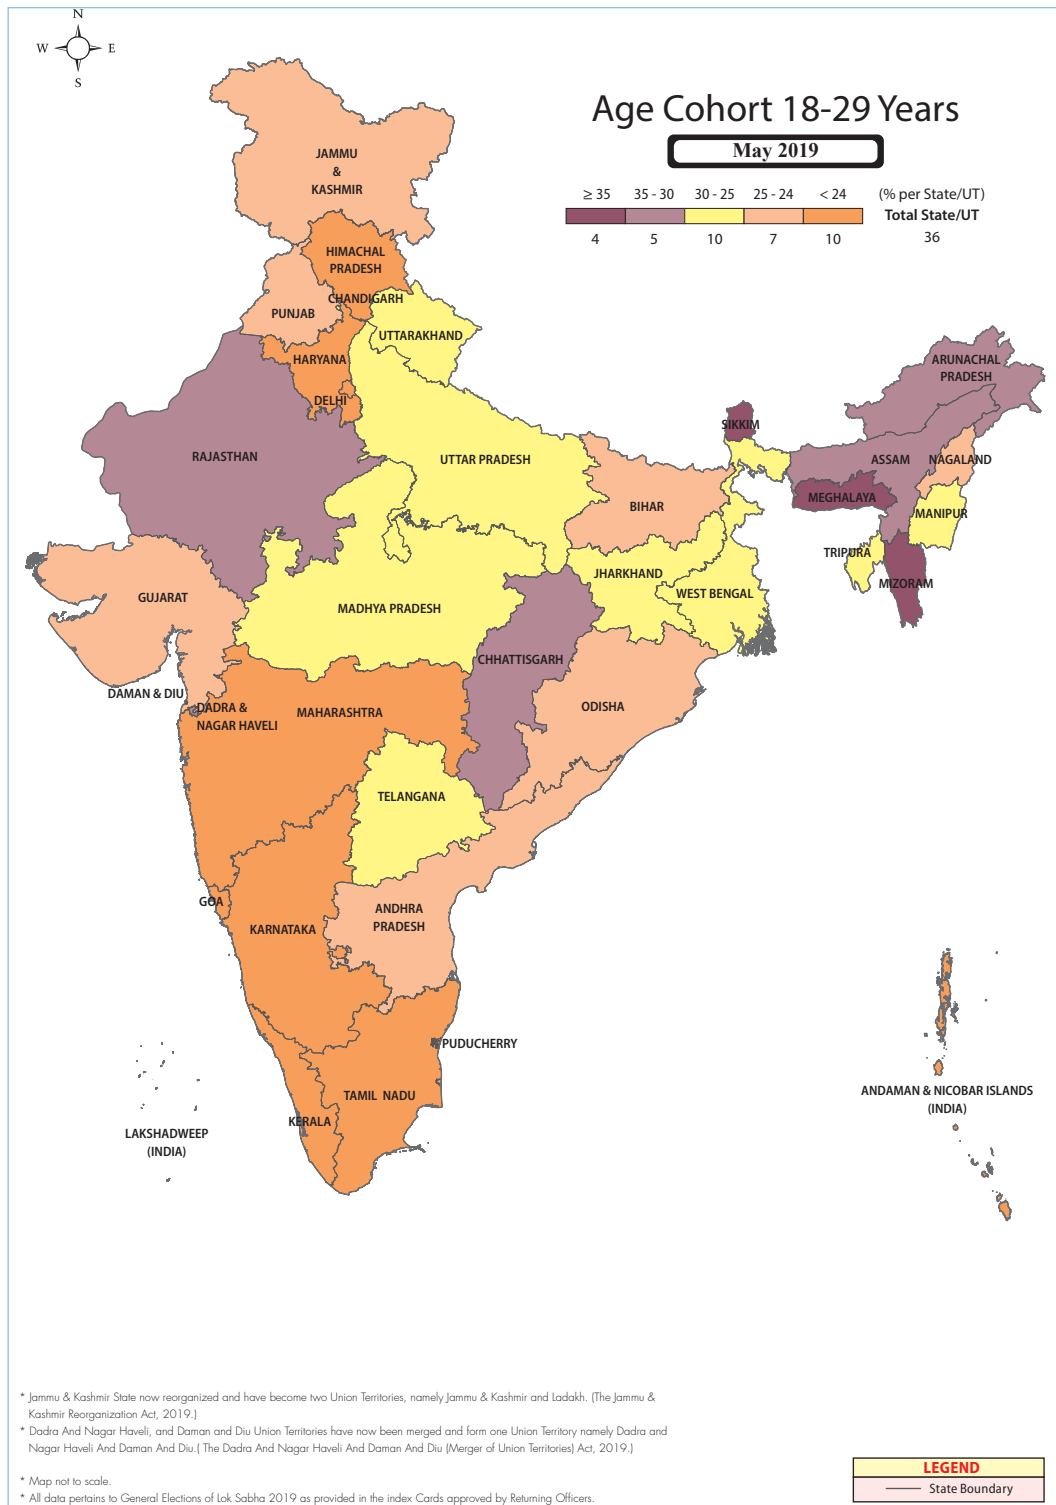 N
W E
S
Age Cohort 18-29 Years
May 2019
≥ 35 35 - 30 30 - 25 25 - 24 < 24 (% per State/UT)
Total State/UT
4 5 10 7 10 36
JAMMU
&
KASHMIR
HIMACHAL
PRADESH
CHANDIGARH
PUNJAB
UTTARAKHAND
HARYANA
DELHI
ARUNACHAL
PRADESH
SIKKIM
RAJASTHAN
UTTAR PRADESH
ASSAM
NAGALAND
MEGHALAYA
BIHAR
MANIPUR
TRIPURA
JHARKHAND
MIZORAM
GUJARAT
WEST BENGAL
MADHYA PRADESH
CHHATTISGARH
DAMAN & DIU
DADRA &
NAGAR HAVELI
MAHARASHTRA
ODISHA
TELANGANA
GOA
ANDHRA
PRADESH
KARNATAKA
PUDUCHERRY
ANDAMAN & NICOBAR ISLANDS
(INDIA)
TAMIL NADU
KERALA
LAKSHADWEEP
(INDIA)
* Jammu & Kashmir State now reorganized and have become two Union Territories, namely Jammu & Kashmir and Ladakh. (The Jammu &
Kashmir Reorganization Act, 2019.)
* Dadra And Nagar Haveli, and Daman and Diu Union Territories have now been merged and form one Union Territory namely Dadra and
Nagar Haveli And Daman And Diu.( The Dadra And Nagar Haveli And Daman And Diu (Merger of Union Territories) Act, 2019.)
* Map not to scale.
* All data pertains to General Elections of Lok Sabha 2019 as provided in the index Cards approved by Returning Officers.
LEGEND
State Boundary